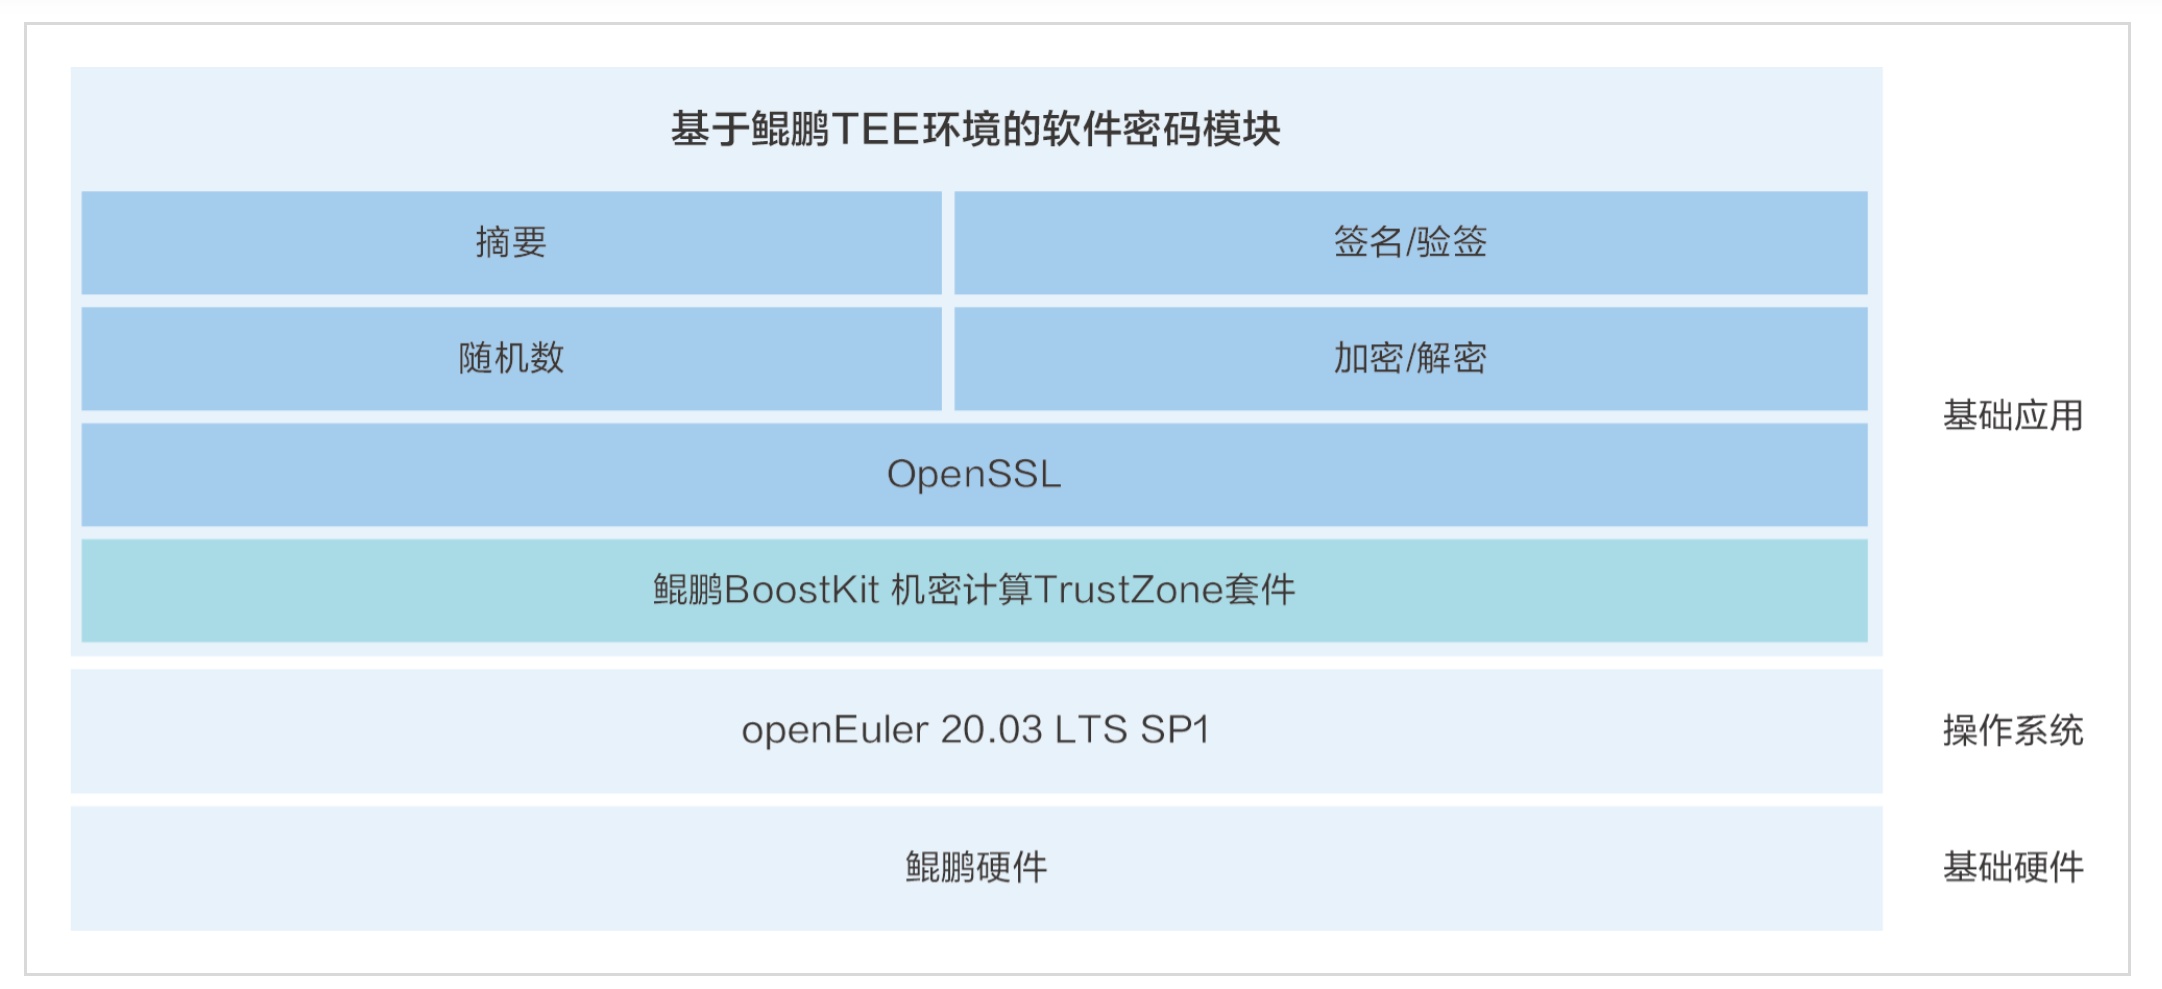 基于鲲鹏TEE环境的软件密码模块
摘要
签名/验签
随机数
加密/解密
OpenSSL
鲲鹏BoostKit 机密计算TrustZone套件
基础应用
openEuler 20.03 LTS SP1
操作系统
鲲鹏硬件
基础硬件